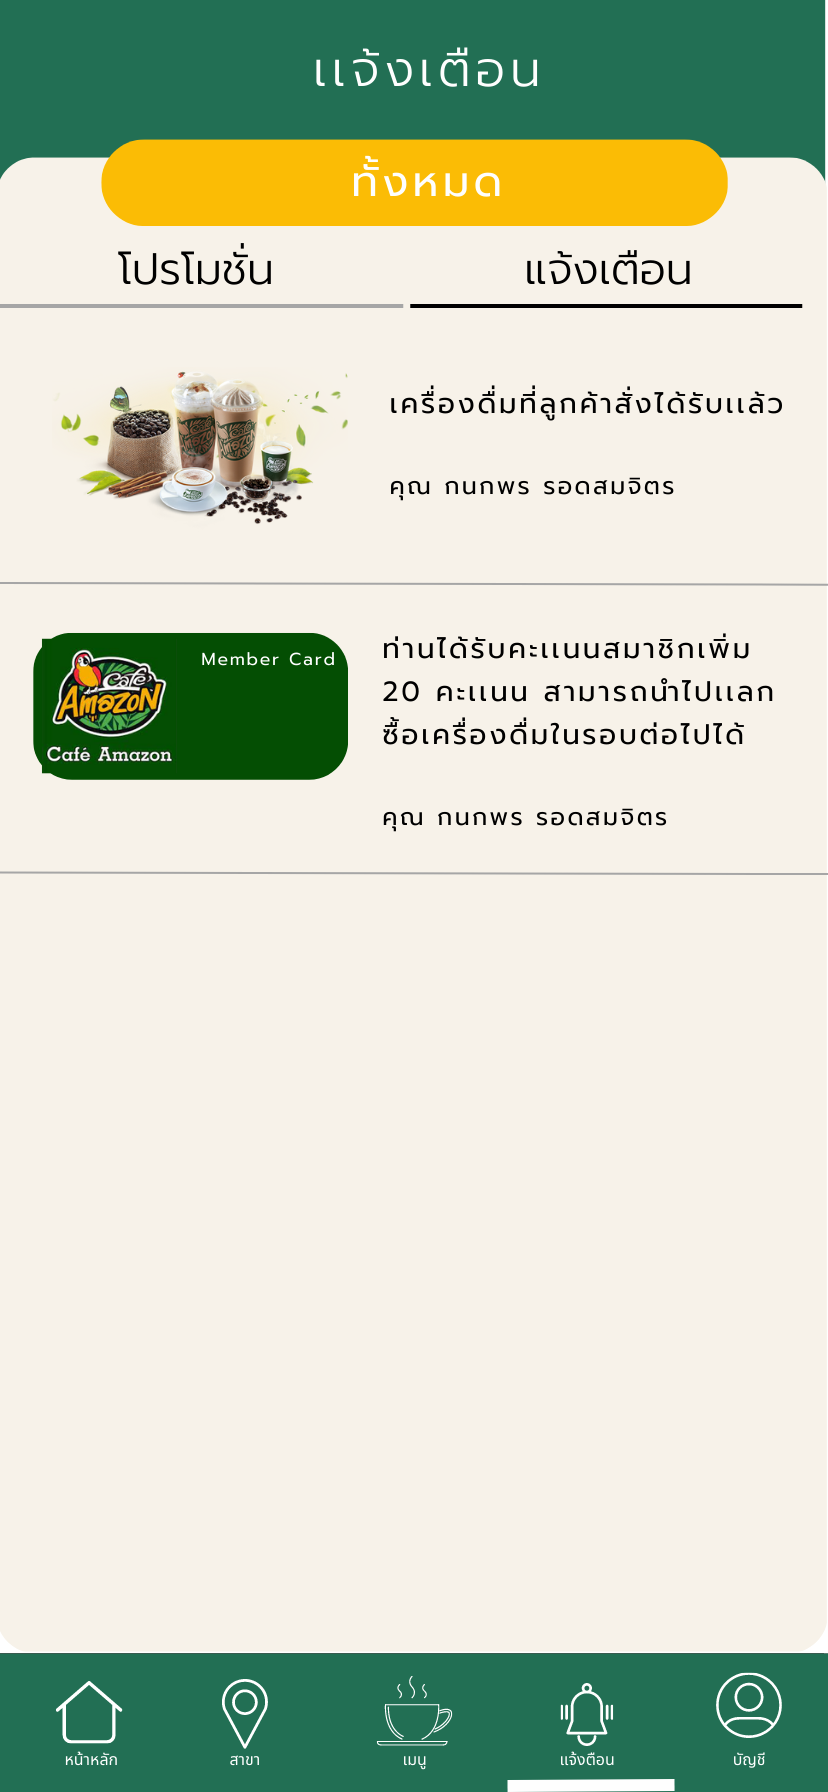 แจ้งเตือน
ทั้งหมด
โปรโมชั่น
แจ้งเตือน
เครื่องดื่มที่ลูกค้าสั่งได้รับแล้ว
คุณ กนกพร รอดสมจิตร
Member Card
Café
Amazon
Café Amazon
ท่านได้รับคะแนนสมาชิกเพิ่ม
20 คะแนน สามารถนำไปแลก
ซื้อเครื่องดื่มในรอบต่อไปได้
คุณ กนกพร รอดสมจิตร
หน้าหลัก
สาขา
เมนู
แจ้งเตือน
บัญชี